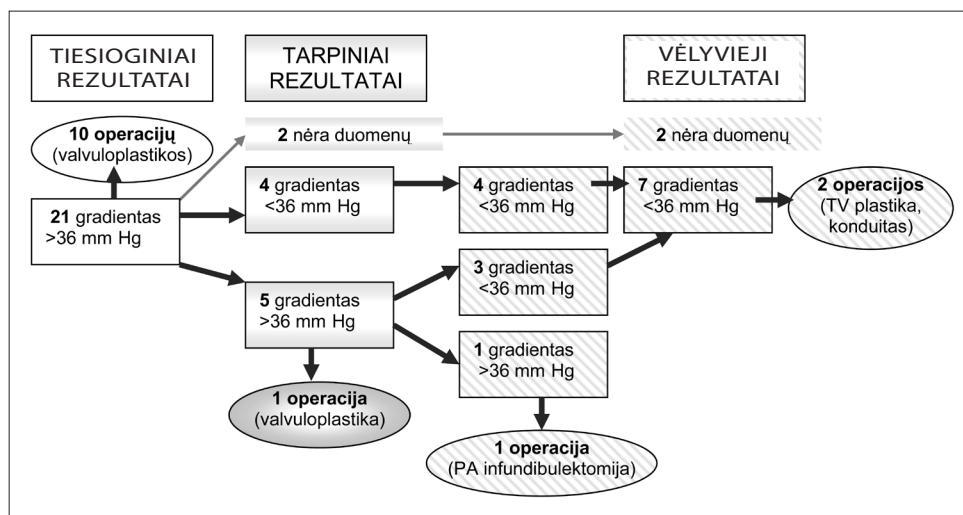 TIESIOGINIAI
REZULTATAI
TARPINIAI
REZULTATAI
VĖLYVIEJI
REZULTATAI
10 operacijų
(valvuloplastikos)
2 nėra duomenų
2 nėra duomenų
21 gradientas
>36 mm Hg
4 gradientas
<36 mm Hg
4 gradientas
<36 mm Hg
7 gradientas
<36 mm Hg
2 operacijos
(TV plastika,
konduitas)
5 gradientas
>36 mm Hg
3 gradientas
<36 mm Hg
1 gradientas
>36 mm Hg
1 operacija
(valvuloplastika)
1 operacija
(PA infundibulektomija)